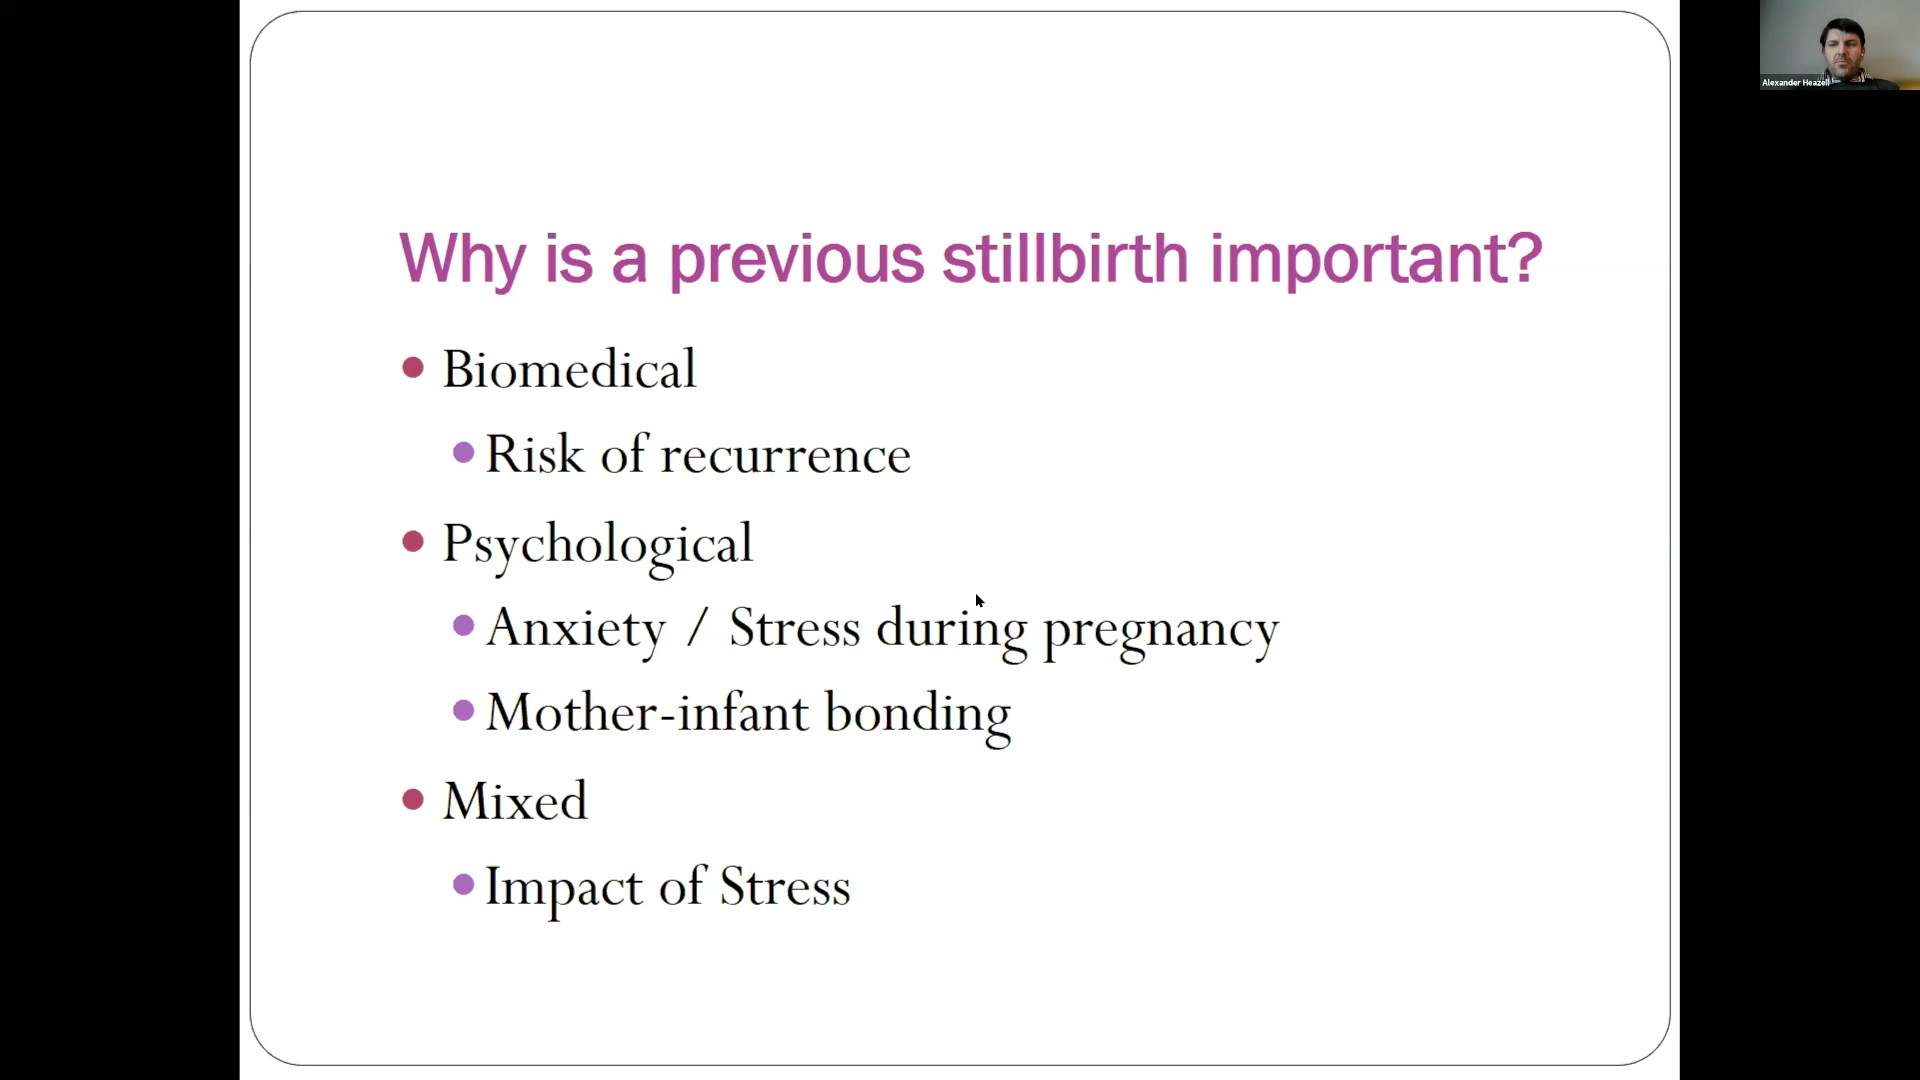 Why is a previous stillbirth important?
Biomedical
Risk of recurrence
Psychological
Anxiety / Stress during pregnancy
Mother-infant bonding
Mixed
Impact of Stress
Alexander Heazell